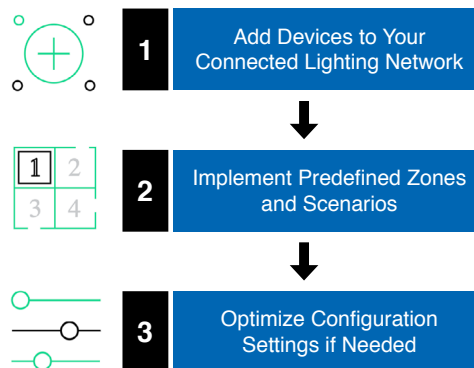 1
Add Devices to Your
Connected Lighting Network
1 2
3 4
2
Implement Predefined Zones
and Scenarios
3
Optimize Configuration
Settings if Needed